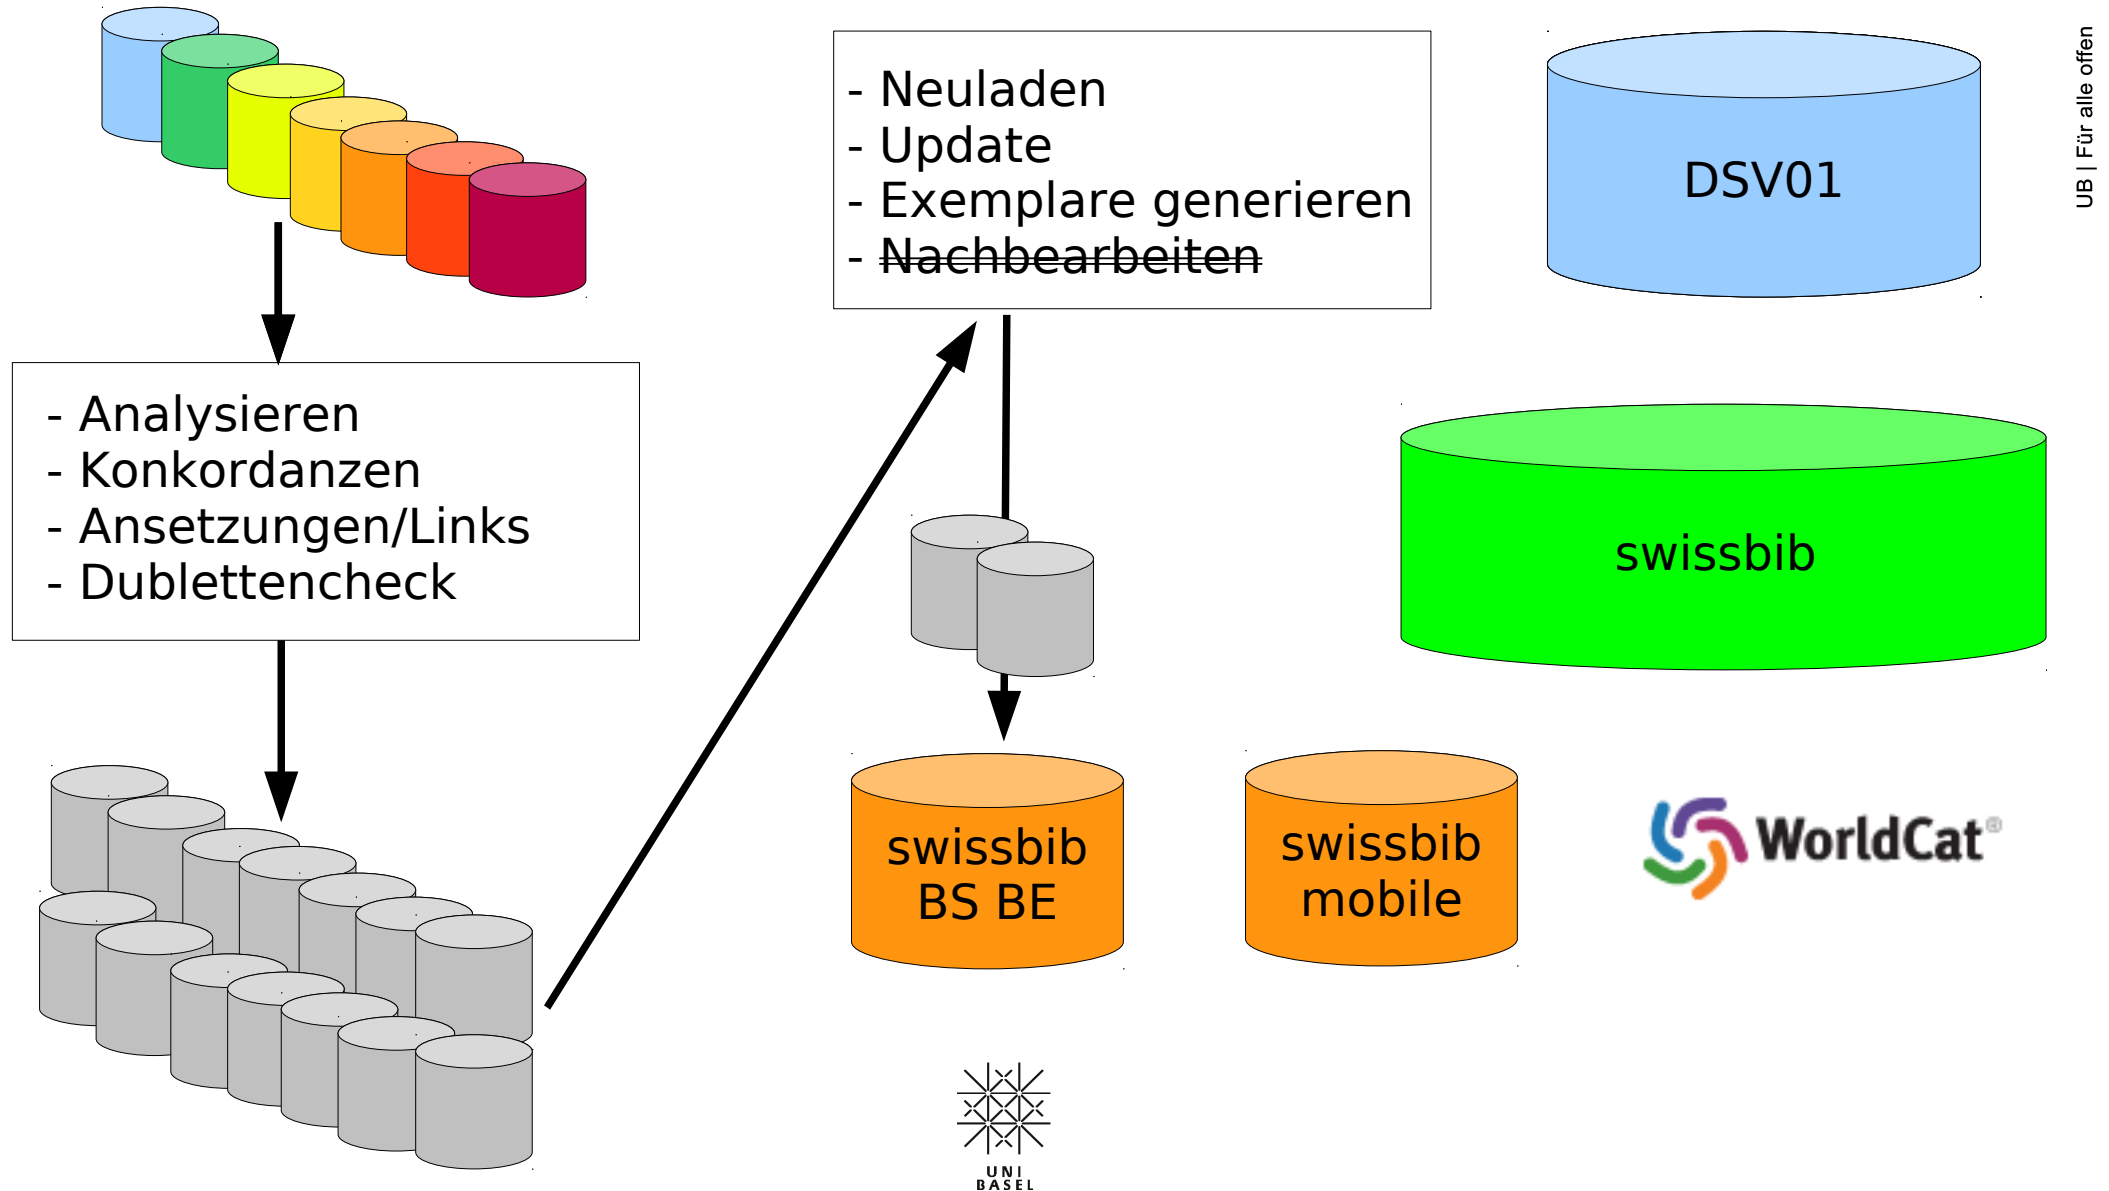 - Analysieren
- Konkordanzen
- Ansetzungen/Links
- Dublettencheck
- Neuladen
- Update
- Exemplare generieren
- Nachbearbeiten
DSV01
swissbib
swissbib
BS BE
swissbib
mobile
WorldCat®
UNI
BASEL
UB | Für alle offen